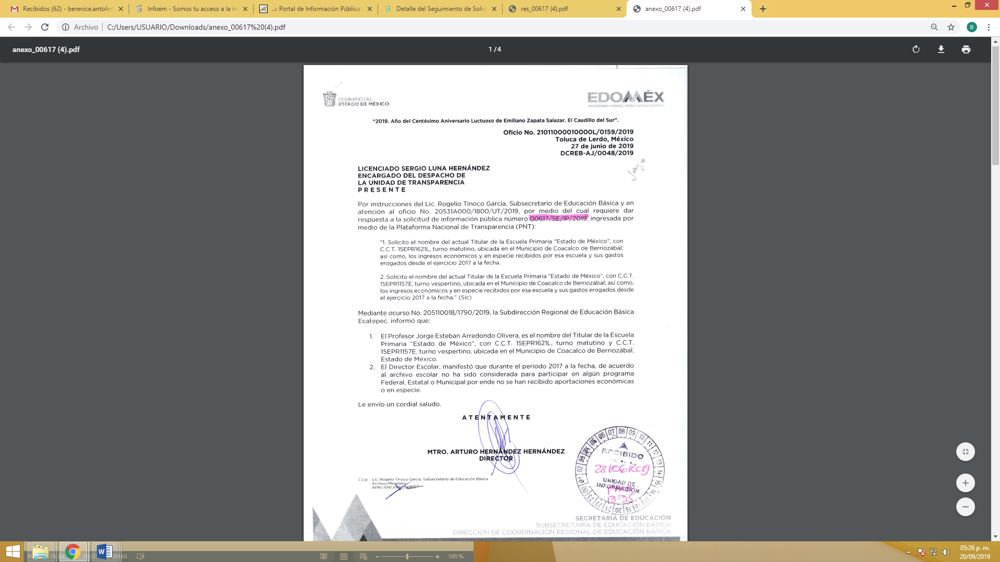 Recibidos (62) - berenice.antolin
Infoem - Somos tu acceso a la in
..:: Portal de Información Pública
Detalle del Seguimiento de Solici
res_00617 (4).pdf
anexo_00617 (4).pdf
Archivo
C:/Users/USUARIO/Downloads/anexo_00617%20(4).pdf
B
anexo_00617 (4).pdf
1 / 4
GOBIERNO DEL
ESTADO DE MÉXICO
EDOMÉX
DECISIONES FIRMES, RESULTADOS FUERTES.
"2019. Año del Centésimo Aniversario Luctuoso de Emiliano Zapata Salazar. El Caudillo del Sur".
Oficio No. 21011000010000L/0159/2019
Toluca de Lerdo, México
27 de junio de 2019
DCREB-AJ/0048/2019
Jorge
LICENCIADO SERGIO LUNA HERNÁNDEZ
ENCARGADO DEL DESPACHO DE
LA UNIDAD DE TRANSPARENCIA
P R E S E N T E
Por instrucciones del Lic. Rogelio Tinoco García, Subsecretario de Educación Básica y en
atención al oficio No. 20531A000/1800/UT/2019, por medio del cual requiere dar
respuesta a la solicitud de información pública número 00617/SE/IP/2019, ingresada por
medio de la Plataforma Nacional de Transparencia (PNT):
"1. Solicito el nombre del actual Titular de la Escuela Primaria "Estado de México", con
C.C.T. 15EPR1621L, turno matutino, ubicada en el Municipio de Coacalco de Berriozábal;
así como, los ingresos económicos y en especie recibidos por esa escuela y sus gastos
erogados desde el ejercicio 2017 a la fecha.
2. Solicito el nombre del actual Titular de la Escuela Primaria "Estado de México", con C.C.T.
15EPR1157E, turno vespertino, ubicada en el Municipio de Coacalco de Berriozábal; así como,
los ingresos económicos y en especie recibidos por esa escuela y sus gastos erogados desde
el ejercicio 2017 a la fecha." (Sic)
Mediante ocurso No. 205110018/1790/2019, la Subdirección Regional de Educación Básica
Ecatepec, informó que:
1. El Profesor Jorge Esteban Arredondo Olivera, es el nombre del Titular de la Escuela
Primaria "Estado de México", con C.C.T. 15EPR1621L, turno matutino y C.C.T.
15EPR1157E, turno vespertino, ubicada en el Municipio de Coacalco de Berriozábal,
Estado de México.
2. El Director Escolar, manifestó que durante el periodo 2017 a la fecha, de acuerdo
al archivo escolar no ha sido considerada para participar en algún programa
Federal, Estatal o Municipal por ende no se han recibido aportaciones económicas
o en especie.
Le envío un cordial saludo.
A T E N T A M E N T E
MTRO. ARTURO HERNÁNDEZ HERNÁNDEZ
DIRECTOR
C.c.p Lic. Rogelio Tinoco García, Subsecretario de Educación Básica.
Archivo/Minutario
RECIBIDO
28/06/2019
UNIDAD DE
INFORMACIÓN
13:35
SECRETARÍA DE EDUCACIÓN
SUBSECRETARÍA DE EDUCACIÓN BÁSICA
DIRECCIÓN DE COORDINACIÓN REGIONAL DE EDUCACIÓN BÁSICA
100 %
05:26 p. m.
20/09/2019